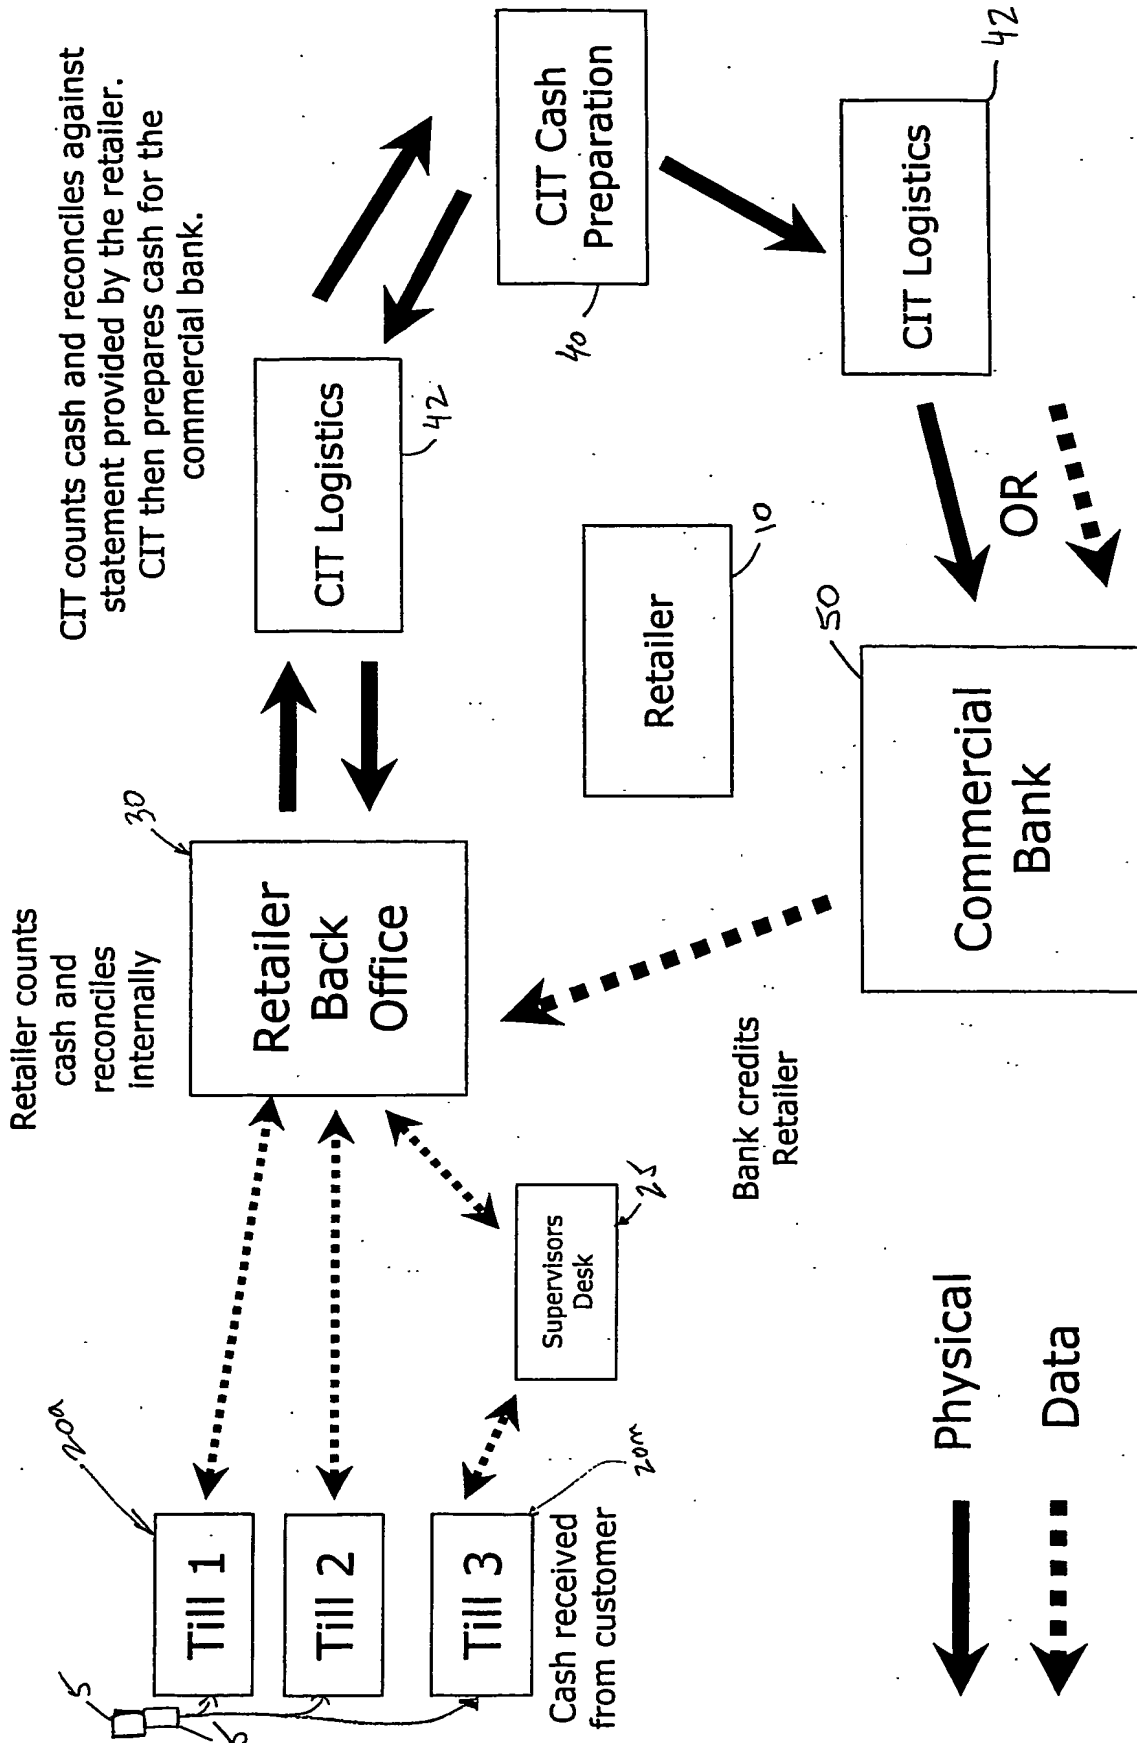 Retailer counts
cash and
reconciles
internally
CIT counts cash and reconciles against
statement provided by the retailer.
CIT then prepares cash for the
commercial bank.
5
5
20a
Till 1
Till 2
Till 3
20m
Cash received
from customer
Supervisors
Desk
25
30
Retailer
Back
Office
CIT Logistics
42
CIT Cash
Preparation
40
Retailer
10
CIT Logistics
42
OR
50
Commercial
Bank
Bank credits
Retailer
Physical
Data